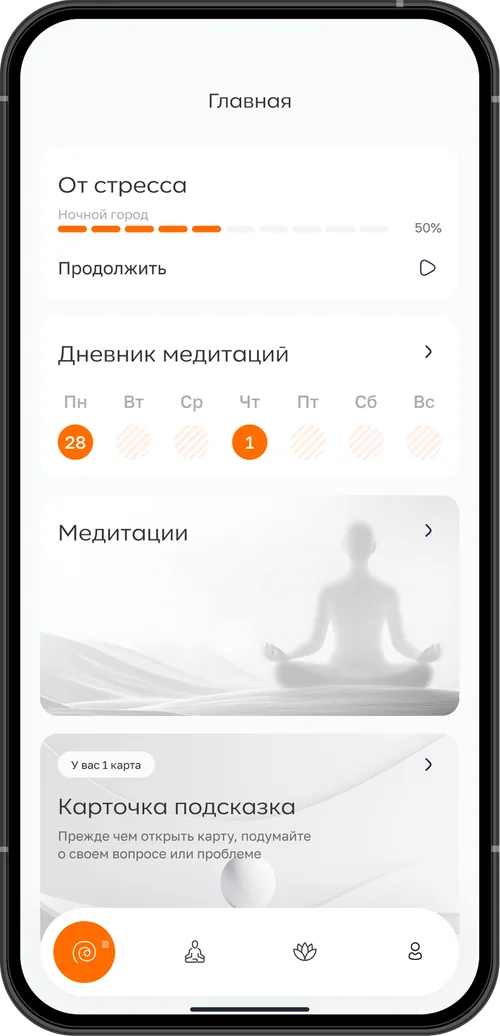 Главная
От стресса
Ночной город
50%
Продолжить
Дневник медитаций
Пн Вт Ср Чт Пт Сб Вс
28 1
Медитации
У вас 1 карта
Карточка подсказка
Прежде чем открыть карту, подумайте
о своем вопросе или проблеме